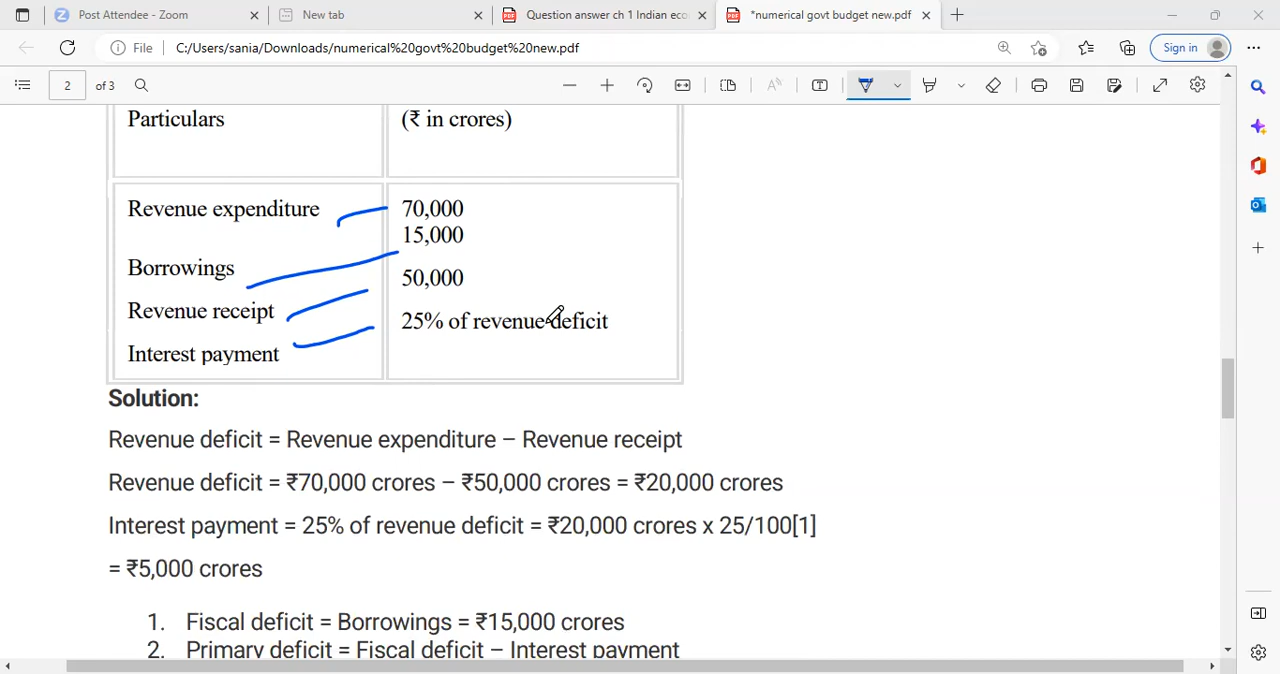 Post Attendee - Zoom
New tab
Question answer ch 1 Indian eco
*numerical govt budget new.pdf
File
C:/Users/sania/Downloads/numerical%20govt%20budget%20new.pdf
Sign in
2 of 3
Particulars (₹ in crores)
Revenue expenditure 70,000
15,000
Borrowings
50,000
Revenue receipt
25% of revenue deficit
Interest payment
Solution:
Revenue deficit = Revenue expenditure – Revenue receipt
Revenue deficit = ₹70,000 crores – ₹50,000 crores = ₹20,000 crores
Interest payment = 25% of revenue deficit = ₹20,000 crores x 25/100[1]
= ₹5,000 crores
1. Fiscal deficit = Borrowings = ₹15,000 crores
2. Primary deficit = Fiscal deficit – Interest payment